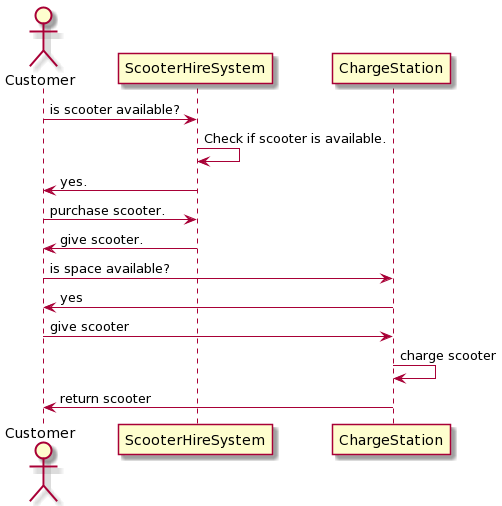 Customer
ScooterHireSystem
ChargeStation
is scooter available?
Check if scooter is available.
yes.
purchase scooter.
give scooter.
is space available?
yes
give scooter
charge scooter
return scooter
Customer
ScooterHireSystem
ChargeStation